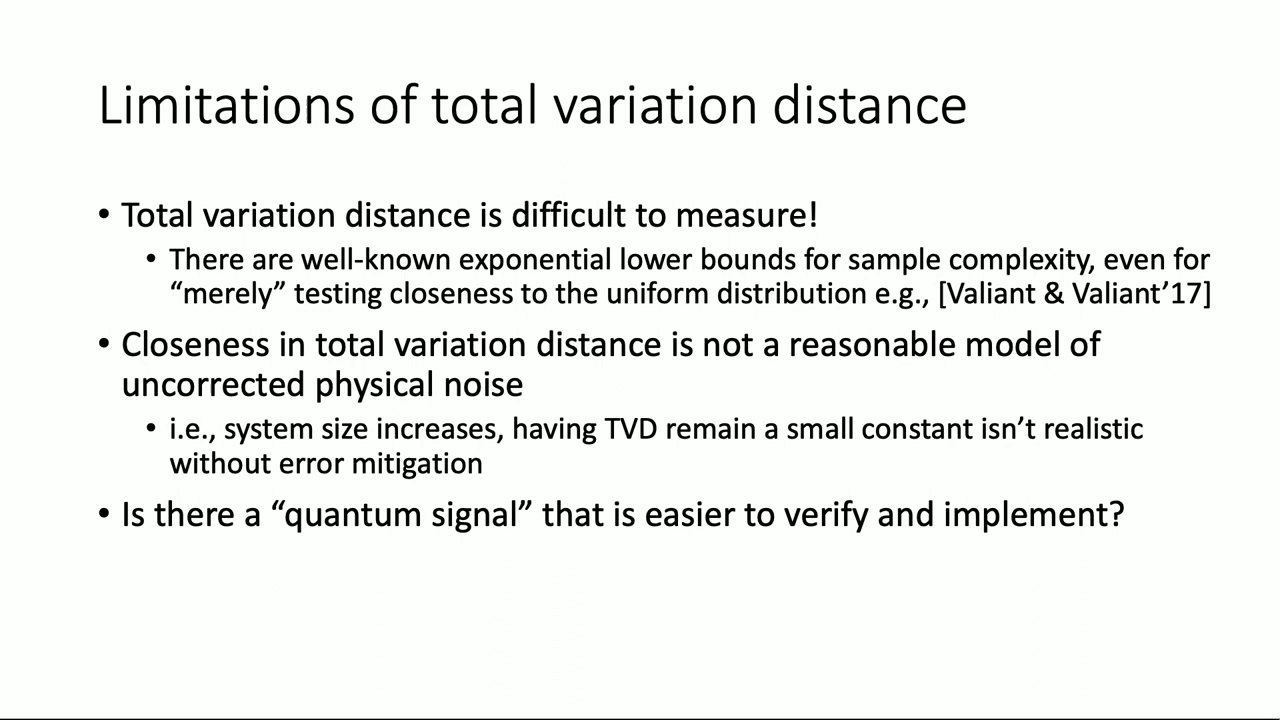 Limitations of total variation distance
• Total variation distance is difficult to measure!
• There are well-known exponential lower bounds for sample complexity, even for
“merely” testing closeness to the uniform distribution e.g., [Valiant & Valiant’17]
• Closeness in total variation distance is not a reasonable model of
uncorrected physical noise
• i.e., system size increases, having TVD remain a small constant isn’t realistic
without error mitigation
• Is there a “quantum signal” that is easier to verify and implement?